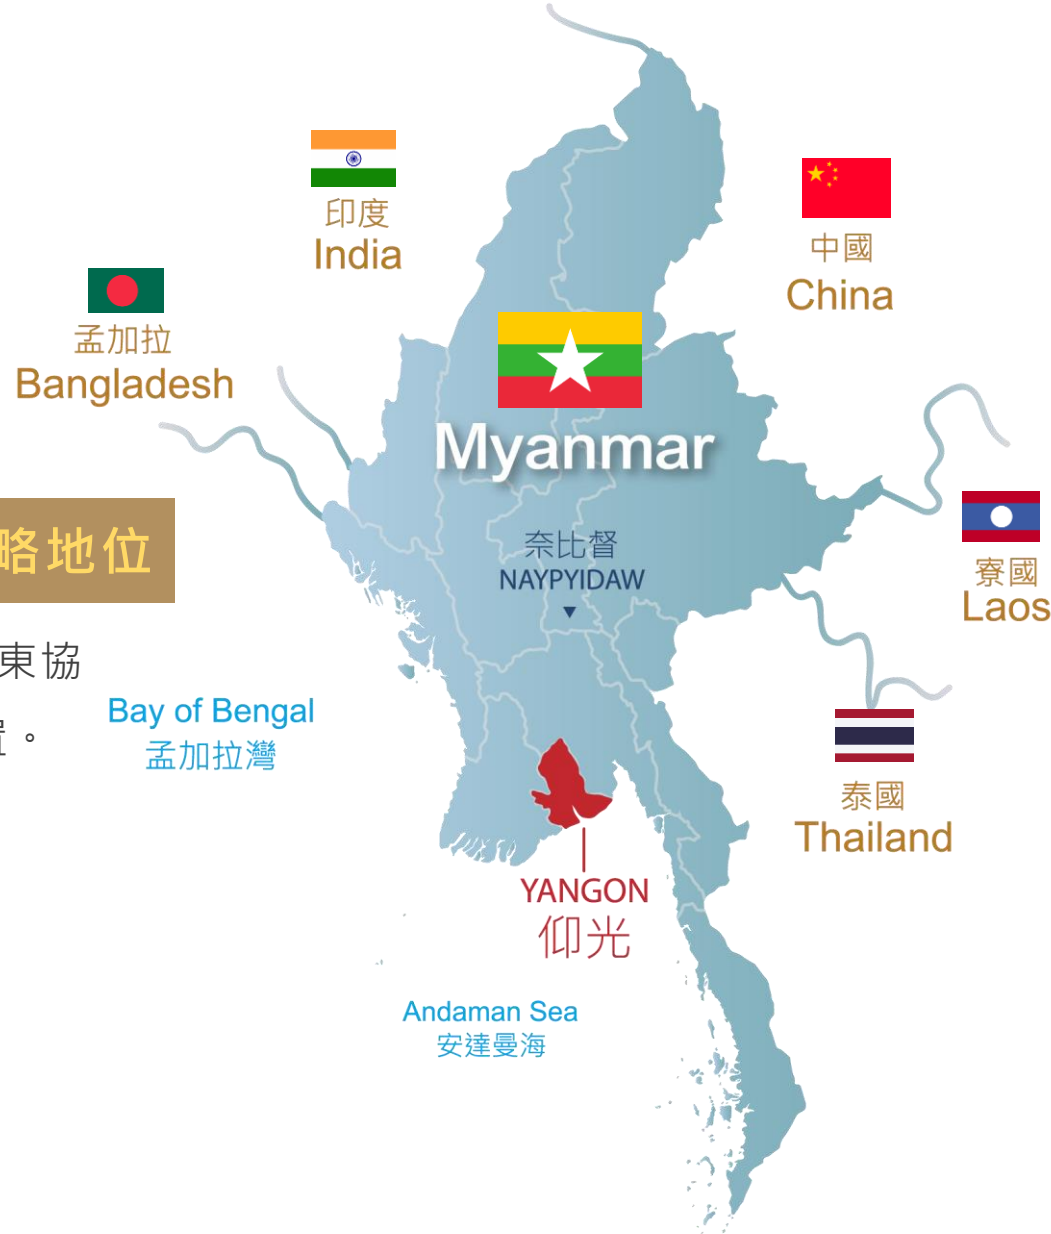 印度
India
中國
China
孟加拉
Bangladesh
Myanmar
略地位
奈比督
NAYPYIDAW
寮國
Laos
東協
置。
Bay of Bengal
孟加拉灣
泰國
Thailand
YANGON
仰光
Andaman Sea
安達曼海